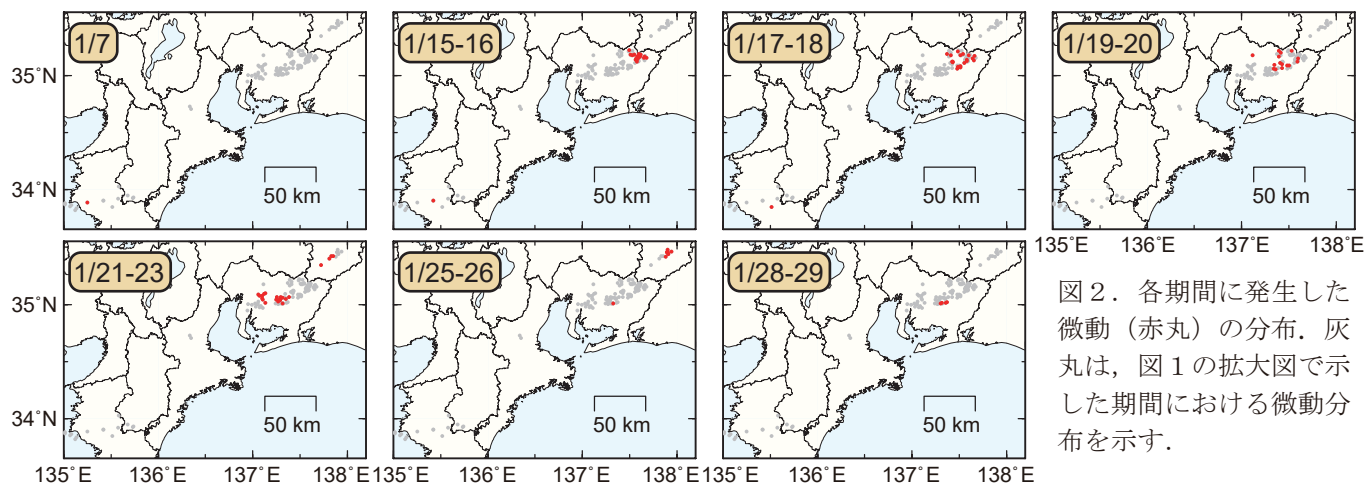 1/7
35˚N
34˚N
50 km
1/15-16
50 km
1/17-18
50 km
1/19-20
50 km
135˚E 136˚E 137˚E 138˚E
1/21-23
35˚N
34˚N
50 km
135˚E 136˚E 137˚E 138˚E
1/25-26
50 km
135˚E 136˚E 137˚E 138˚E
1/28-29
50 km
135˚E 136˚E 137˚E 138˚E
図2．各期間に発生した
微動（赤丸）の分布．灰
丸は，図1の拡大図で示
した期間における微動分
布を示す．